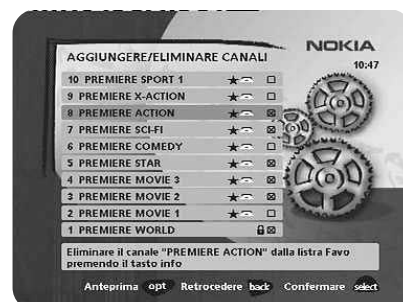 NOKIA
AGGIUNGERE/ELIMINARE CANALI
10:47
10 PREMIERE SPORT 1
9 PREMIERE X-ACTION
8 PREMIERE ACTION
7 PREMIERE SCI-FI
6 PREMIERE COMEDY
5 PREMIERE STAR
4 PREMIERE MOVIE 3
3 PREMIERE MOVIE 2
2 PREMIERE MOVIE 1
1 PREMIERE WORLD
Eliminare il canale "PREMIERE ACTION" dalla listra Favo
premendo il tasto info
Anteprima opt Retrocedere back Confermare select